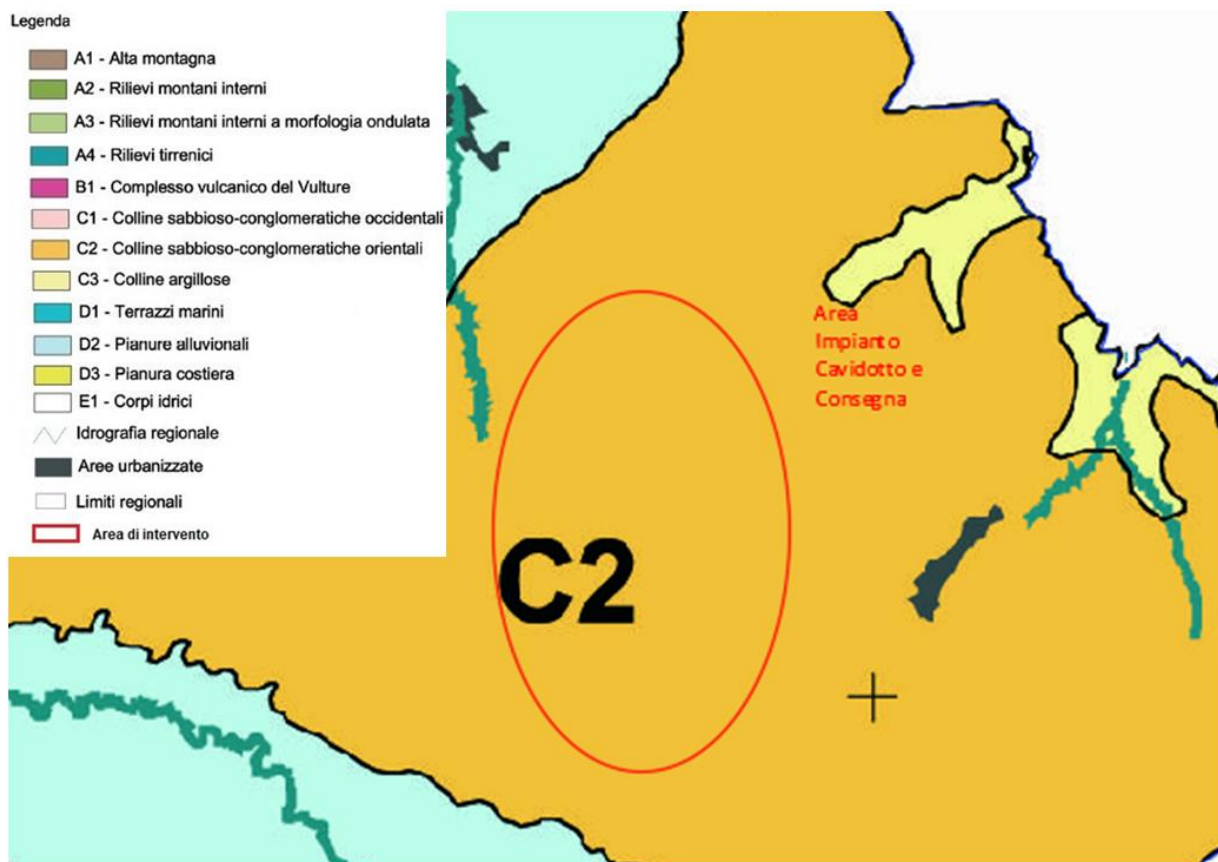 Legenda
A1 - Alta montagna
A2 - Rilievi montani interni
A3 - Rilievi montani interni a morfologia ondulata
A4 - Rilievi tirrenici
B1 - Complesso vulcanico del Vulture
C1 - Colline sabbioso-conglomeratiche occidentali
C2 - Colline sabbioso-conglomeratiche orientali
C3 - Colline argillose
D1 - Terrazzi marini
D2 - Pianure alluvionali
D3 - Pianura costiera
E1 - Corpi idrici
Idrografia regionale
Aree urbanizzate
Limiti regionali
Area di intervento
Area
Impianto
Cavidotto e
Consegna
C2